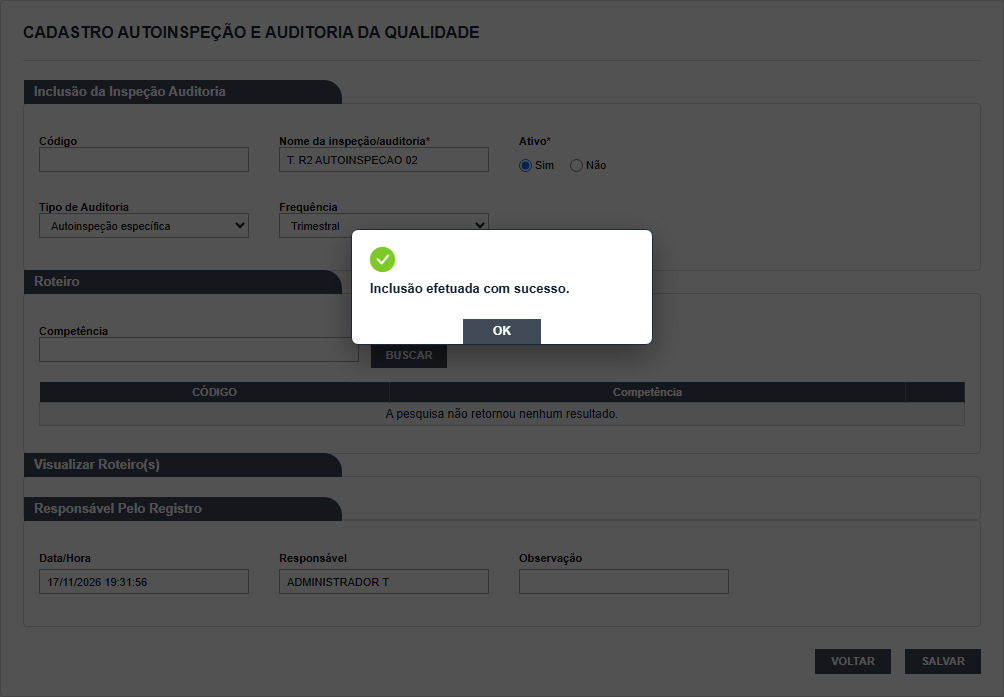 CADASTRO AUTOINSPEÇÃO E AUDITORIA DA QUALIDADE
Inclusão da Inspeção Auditoria
Código
Nome da inspeção/auditoria*
Ativo*
T. R2 AUTOINSPECAO 02
Sim
Não
Tipo de Auditoria
Frequência
Autoinspeção específica
Trimestral
Inclusão efetuada com sucesso.
OK
Roteiro
Competência
BUSCAR
CÓDIGO
Competência
A pesquisa não retornou nenhum resultado.
Visualizar Roteiro(s)
Responsável Pelo Registro
Data/Hora
Responsável
Observação
17/11/2026 19:31:56
ADMINISTRADOR T
VOLTAR
SALVAR